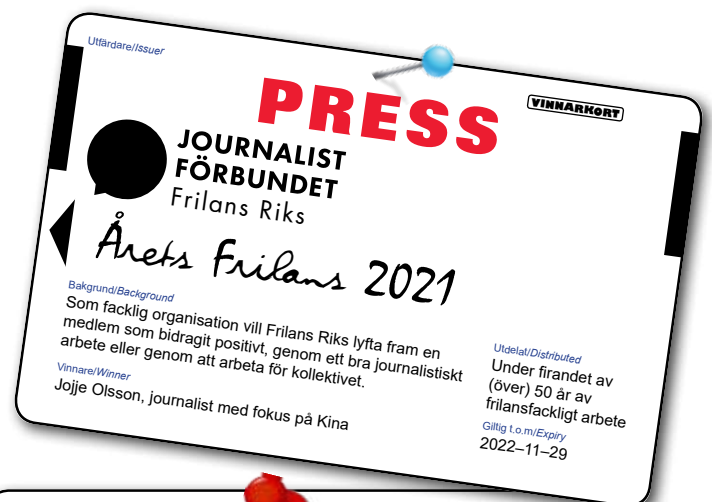 Utfärdare/Issuer
PRESS
VINNARKORT
JOURNALIST
FÖRBUNDET
Frilans Riks
Årets Frilans 2021
Bakgrund/Background
Som facklig organisation vill Frilans Riks lyfta fram en
medlem som bidragit positivt, genom ett bra journalistiskt
arbete eller genom att arbeta för kollektivet.
Vinnare/Winner
Jojje Olsson, journalist med fokus på Kina
Utdelat/Distributed
Under firandet av
(över) 50 år av
frilansfackligt arbete
Giltig t.o.m/Expiry
2022–11–29